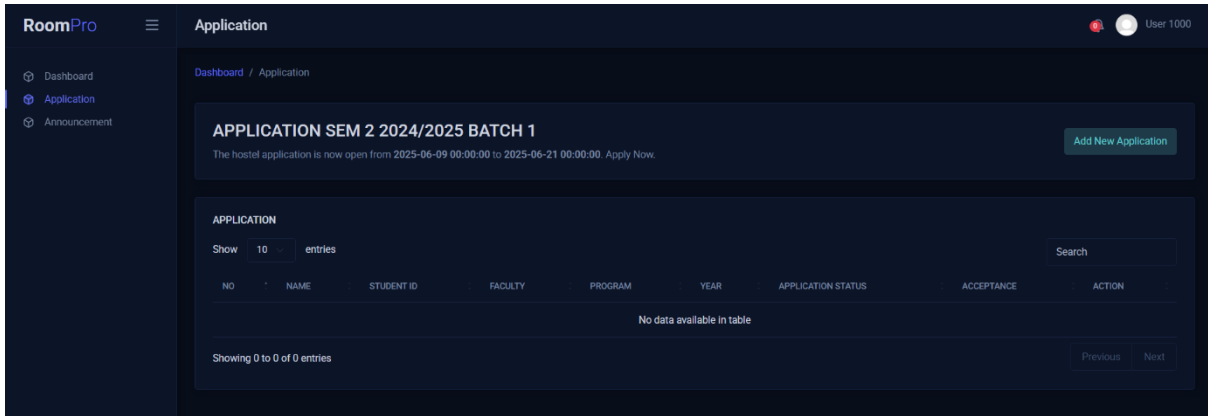 RoomPro
Application
0
User 1000
Dashboard
Application
Announcement
Dashboard / Application
APPLICATION SEM 2 2024/2025 BATCH 1
The hostel application is now open from 2025-06-09 00:00:00 to 2025-06-21 00:00:00. Apply Now.
Add New Application
APPLICATION
Show 10 entries
Search
NO NAME STUDENT ID FACULTY PROGRAM YEAR APPLICATION STATUS ACCEPTANCE ACTION
No data available in table
Showing 0 to 0 of 0 entries
Previous Next